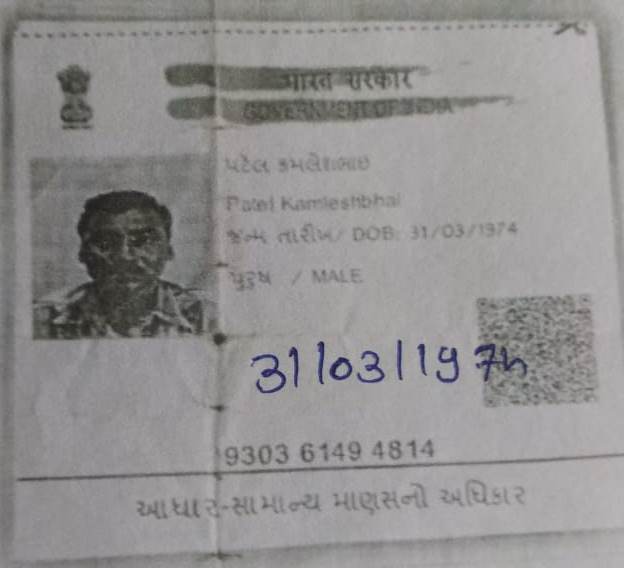 भारत सरकार
GOVERNMENT OF INDIA
પટેલ કમલેશભાઇ
Patel Kamleshbhai
જન્મ તારીખ/ DOB: 31/03/1974
પુરુષ / MALE
31/03/1974
9303 6149 4814
આધાર-સામાન્ય માણસનો અધિકાર